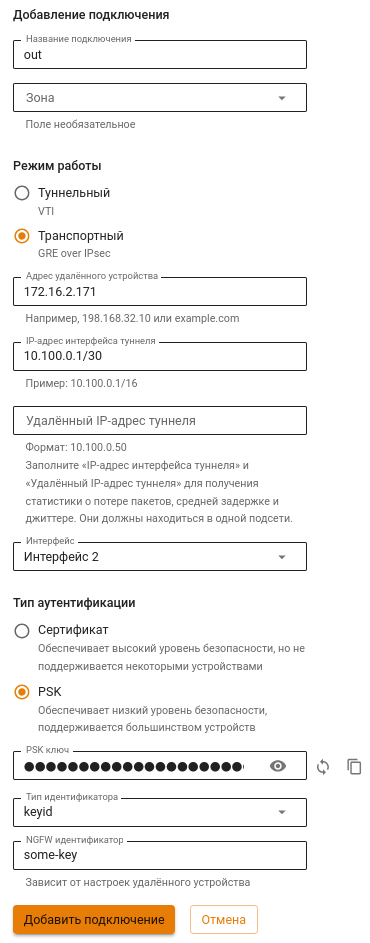 Добавление подключения
Название подключения
out
Зона
Поле необязательное
Режим работы
Туннельный
VTI
Транспортный
GRE over IPsec
Адрес удалённого устройства
172.16.2.171
Например, 198.168.32.10 или example.com
IP-адрес интерфейса туннеля
10.100.0.1/30
Пример: 10.100.0.1/16
Удалённый IP-адрес туннеля
Формат: 10.100.0.50
Заполните «IP-адрес интерфейса туннеля» и
«Удалённый IP-адрес туннеля» для получения
статистики о потере пакетов, средней задержке и
джиттере. Они должны находиться в одной подсети.
Интерфейс
Интерфейс 2
Тип аутентификации
Сертификат
Обеспечивает высокий уровень безопасности, но не
поддерживается некоторыми устройствами
PSK
Обеспечивает низкий уровень безопасности,
поддерживается большинством устройств
PSK ключ
Тип идентификатора
keyid
NGFW идентификатор
some-key
Зависит от настроек удалённого устройства
Добавить подключение
Отмена